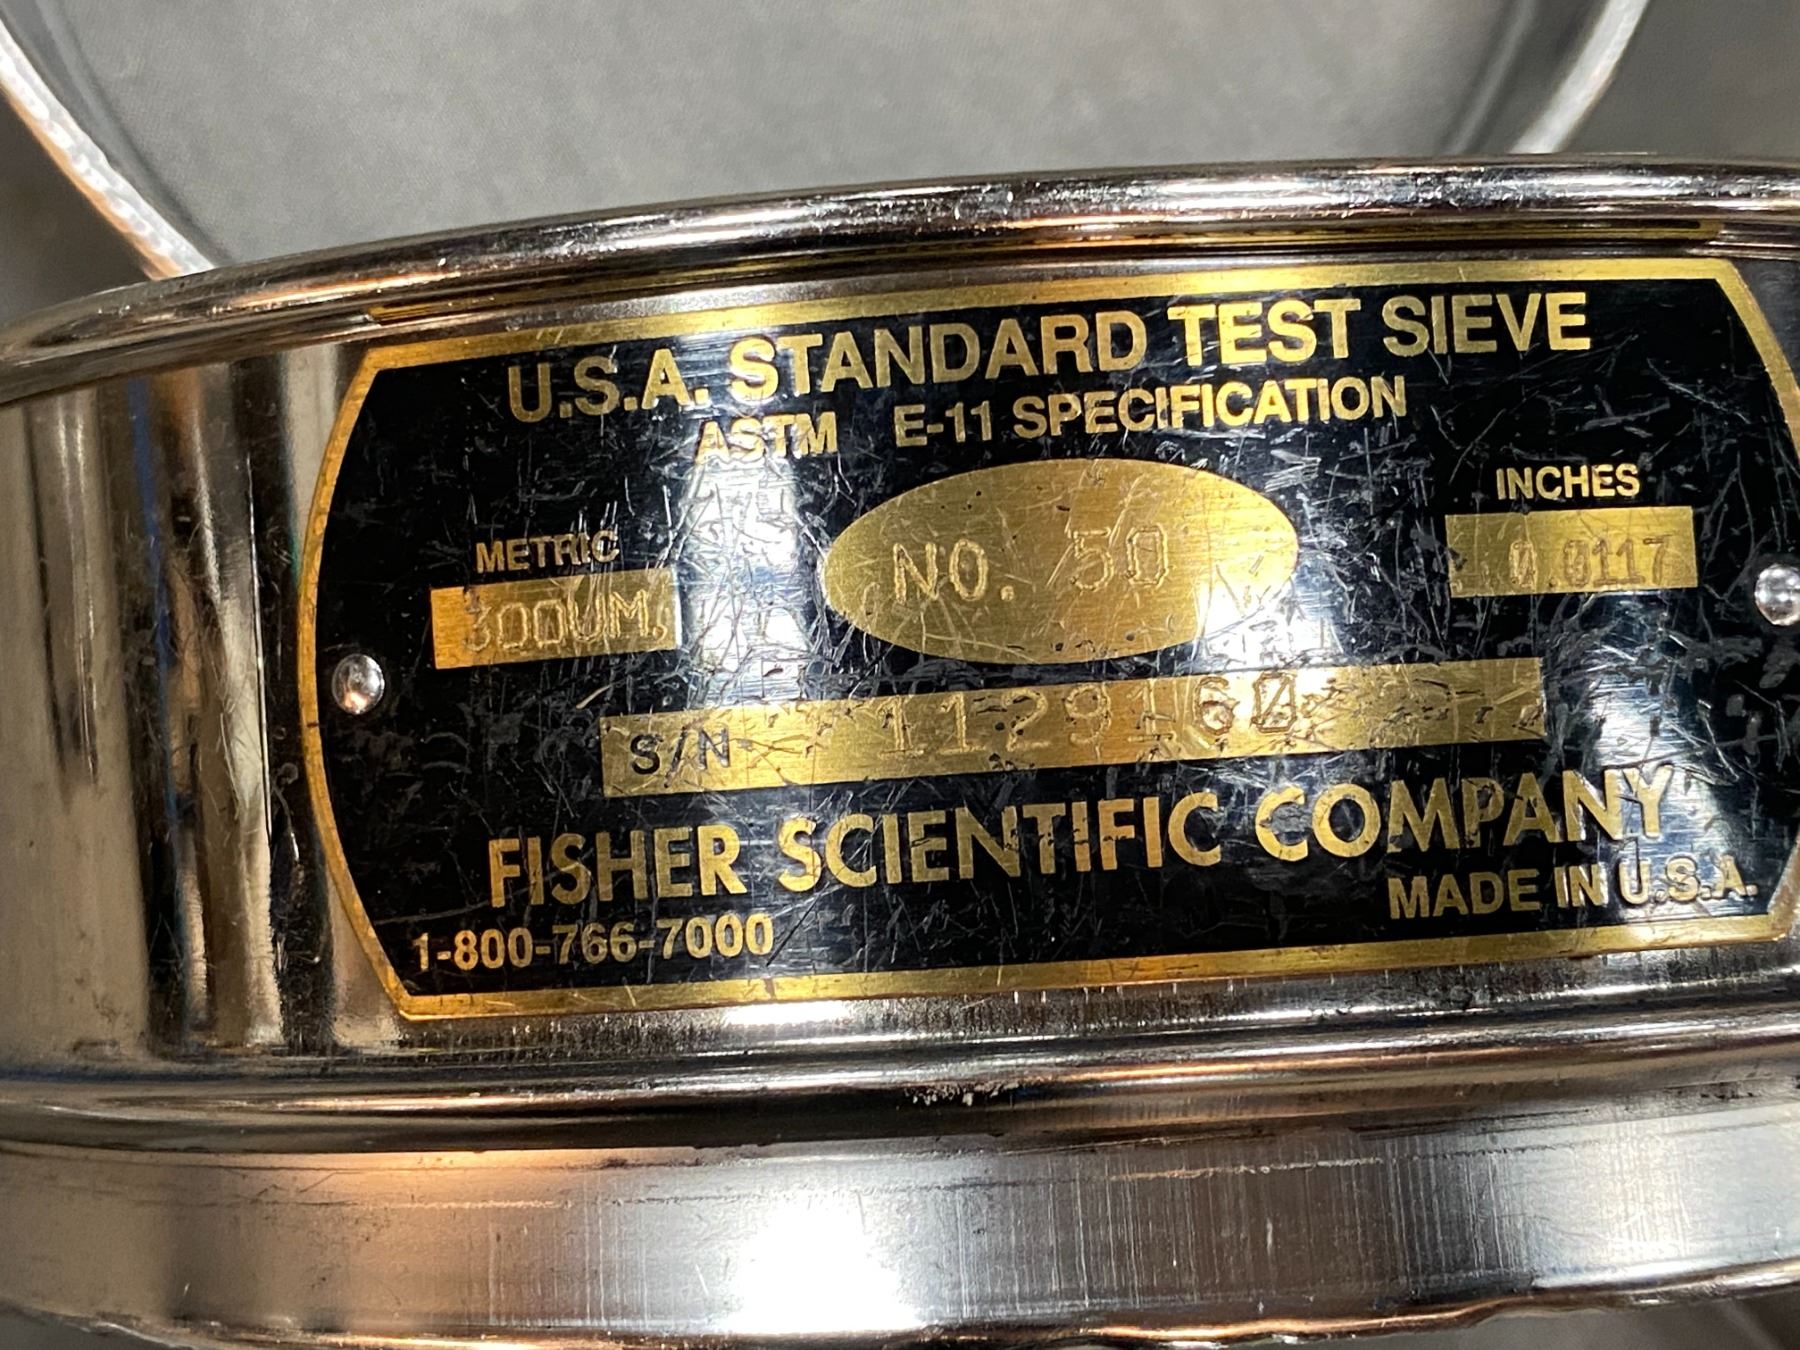 U.S.A. STANDARD TEST SIEVE
ASTM E-11 SPECIFICATION
METRIC
300UM.
NO. 50
INCHES
0.0117
S/N 1129160
FISHER SCIENTIFIC COMPANY
MADE IN U.S.A.
1-800-766-7000